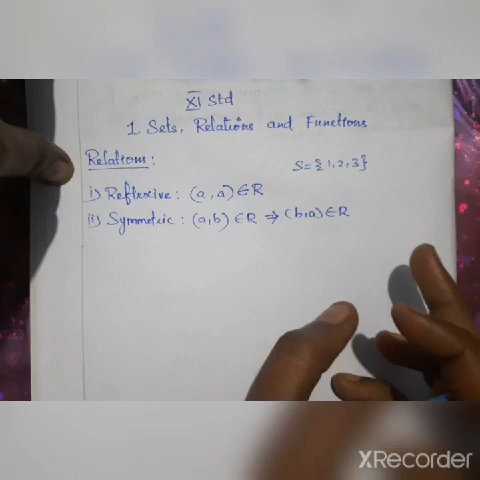 XI Std
1. Sets, Relations and Functions
Relations:
S = {1, 2, 3}
i) Reflexive: (a, a) ∈ R
ii) Symmetric: (a, b) ∈ R ⇒ (b, a) ∈ R
XRecorder